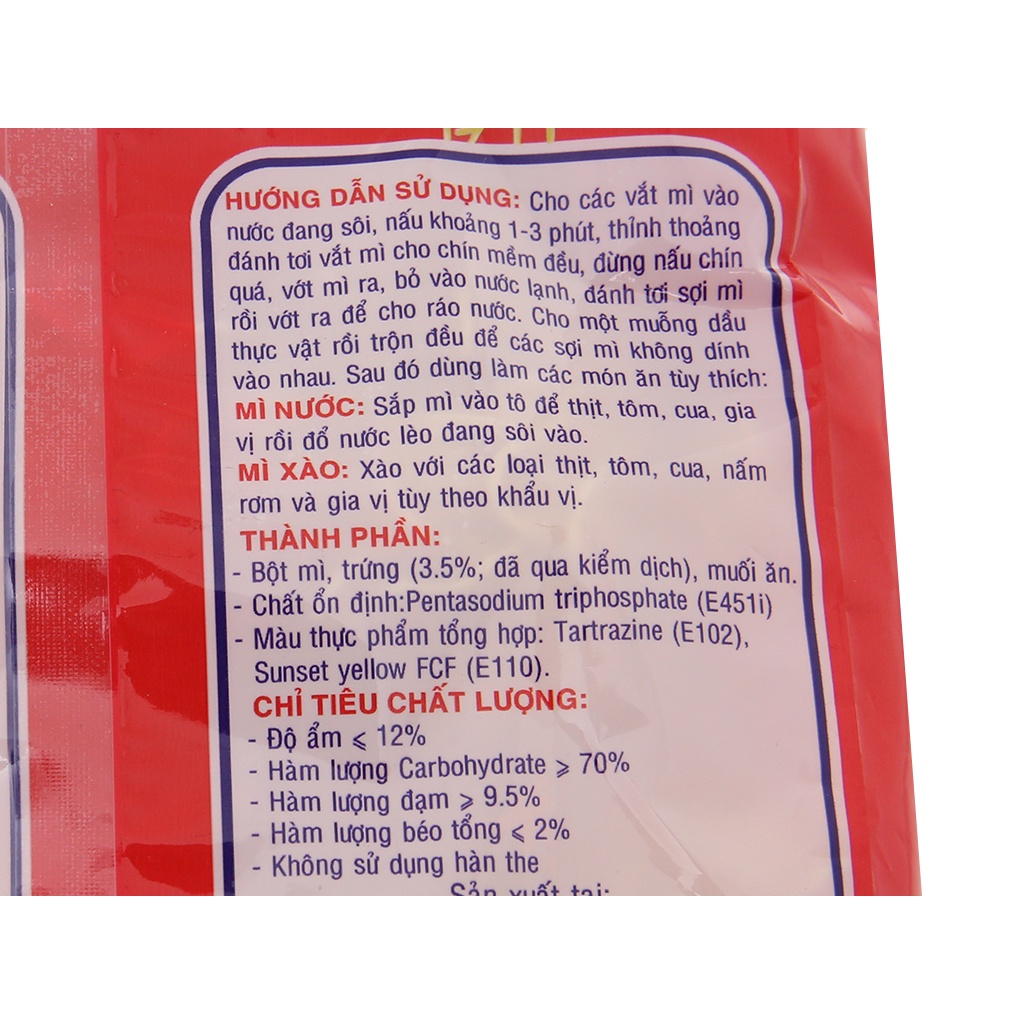 HƯỚNG DẪN SỬ DỤNG: Cho các vắt mì vào
nước đang sôi, nấu khoảng 1-3 phút, thỉnh thoảng
đánh tơi vắt mì cho chín mềm đều, đừng nấu chín
quá, vớt mì ra, bỏ vào nước lạnh, đánh tơi sợi mì
rồi vớt ra để cho ráo nước. Cho một muỗng dầu
thực vật rồi trộn đều để các sợi mì không dính
vào nhau. Sau đó dùng làm các món ăn tùy thích:
MÌ NƯỚC: Sắp mì vào tô để thịt, tôm, cua, gia
vị rồi đổ nước lèo đang sôi vào.
MÌ XÀO: Xào với các loại thịt, tôm, cua, nấm
rơm và gia vị tùy theo khẩu vị.
THÀNH PHẦN:
- Bột mì, trứng (3.5%; đã qua kiểm dịch), muối ăn.
- Chất ổn định:Pentasodium triphosphate (E451i)
- Màu thực phẩm tổng hợp: Tartrazine (E102),
Sunset yellow FCF (E110).
CHỈ TIÊU CHẤT LƯỢNG:
- Độ ẩm ⩽ 12%
- Hàm lượng Carbohydrate ⩾ 70%
- Hàm lượng đạm ⩾ 9.5%
- Hàm lượng béo tổng ⩽ 2%
- Không sử dụng hàn the
Sản xuất tại: